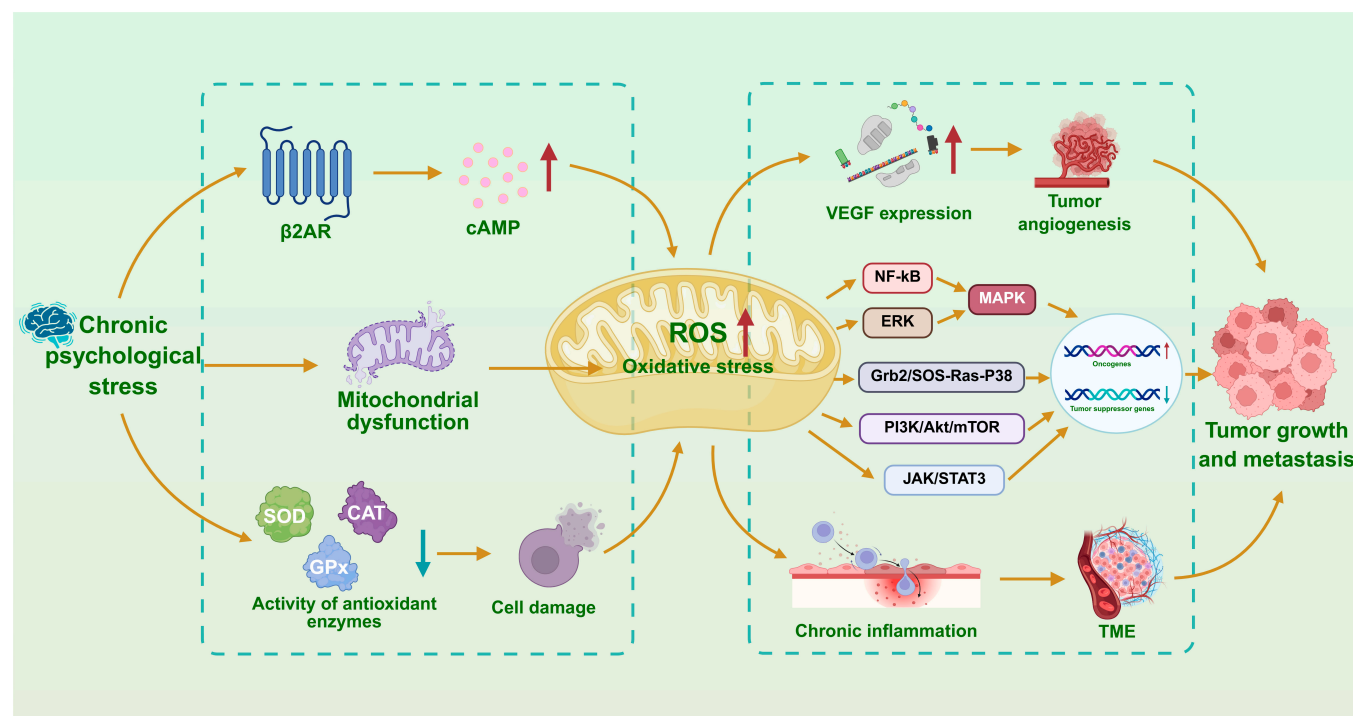 Chronic
psychological
stress
β2AR
cAMP
Mitochondrial
dysfunction
SOD
CAT
GPx
Activity of antioxidant
enzymes
Cell damage
ROS
Oxidative stress
VEGF expression
Tumor
angiogenesis
NF-kB
ERK
MAPK
Grb2/SOS-Ras-P38
PI3K/Akt/mTOR
JAK/STAT3
Oncogenes
Tumor suppressor genes
Chronic inflammation
TME
Tumor growth
and metastasis